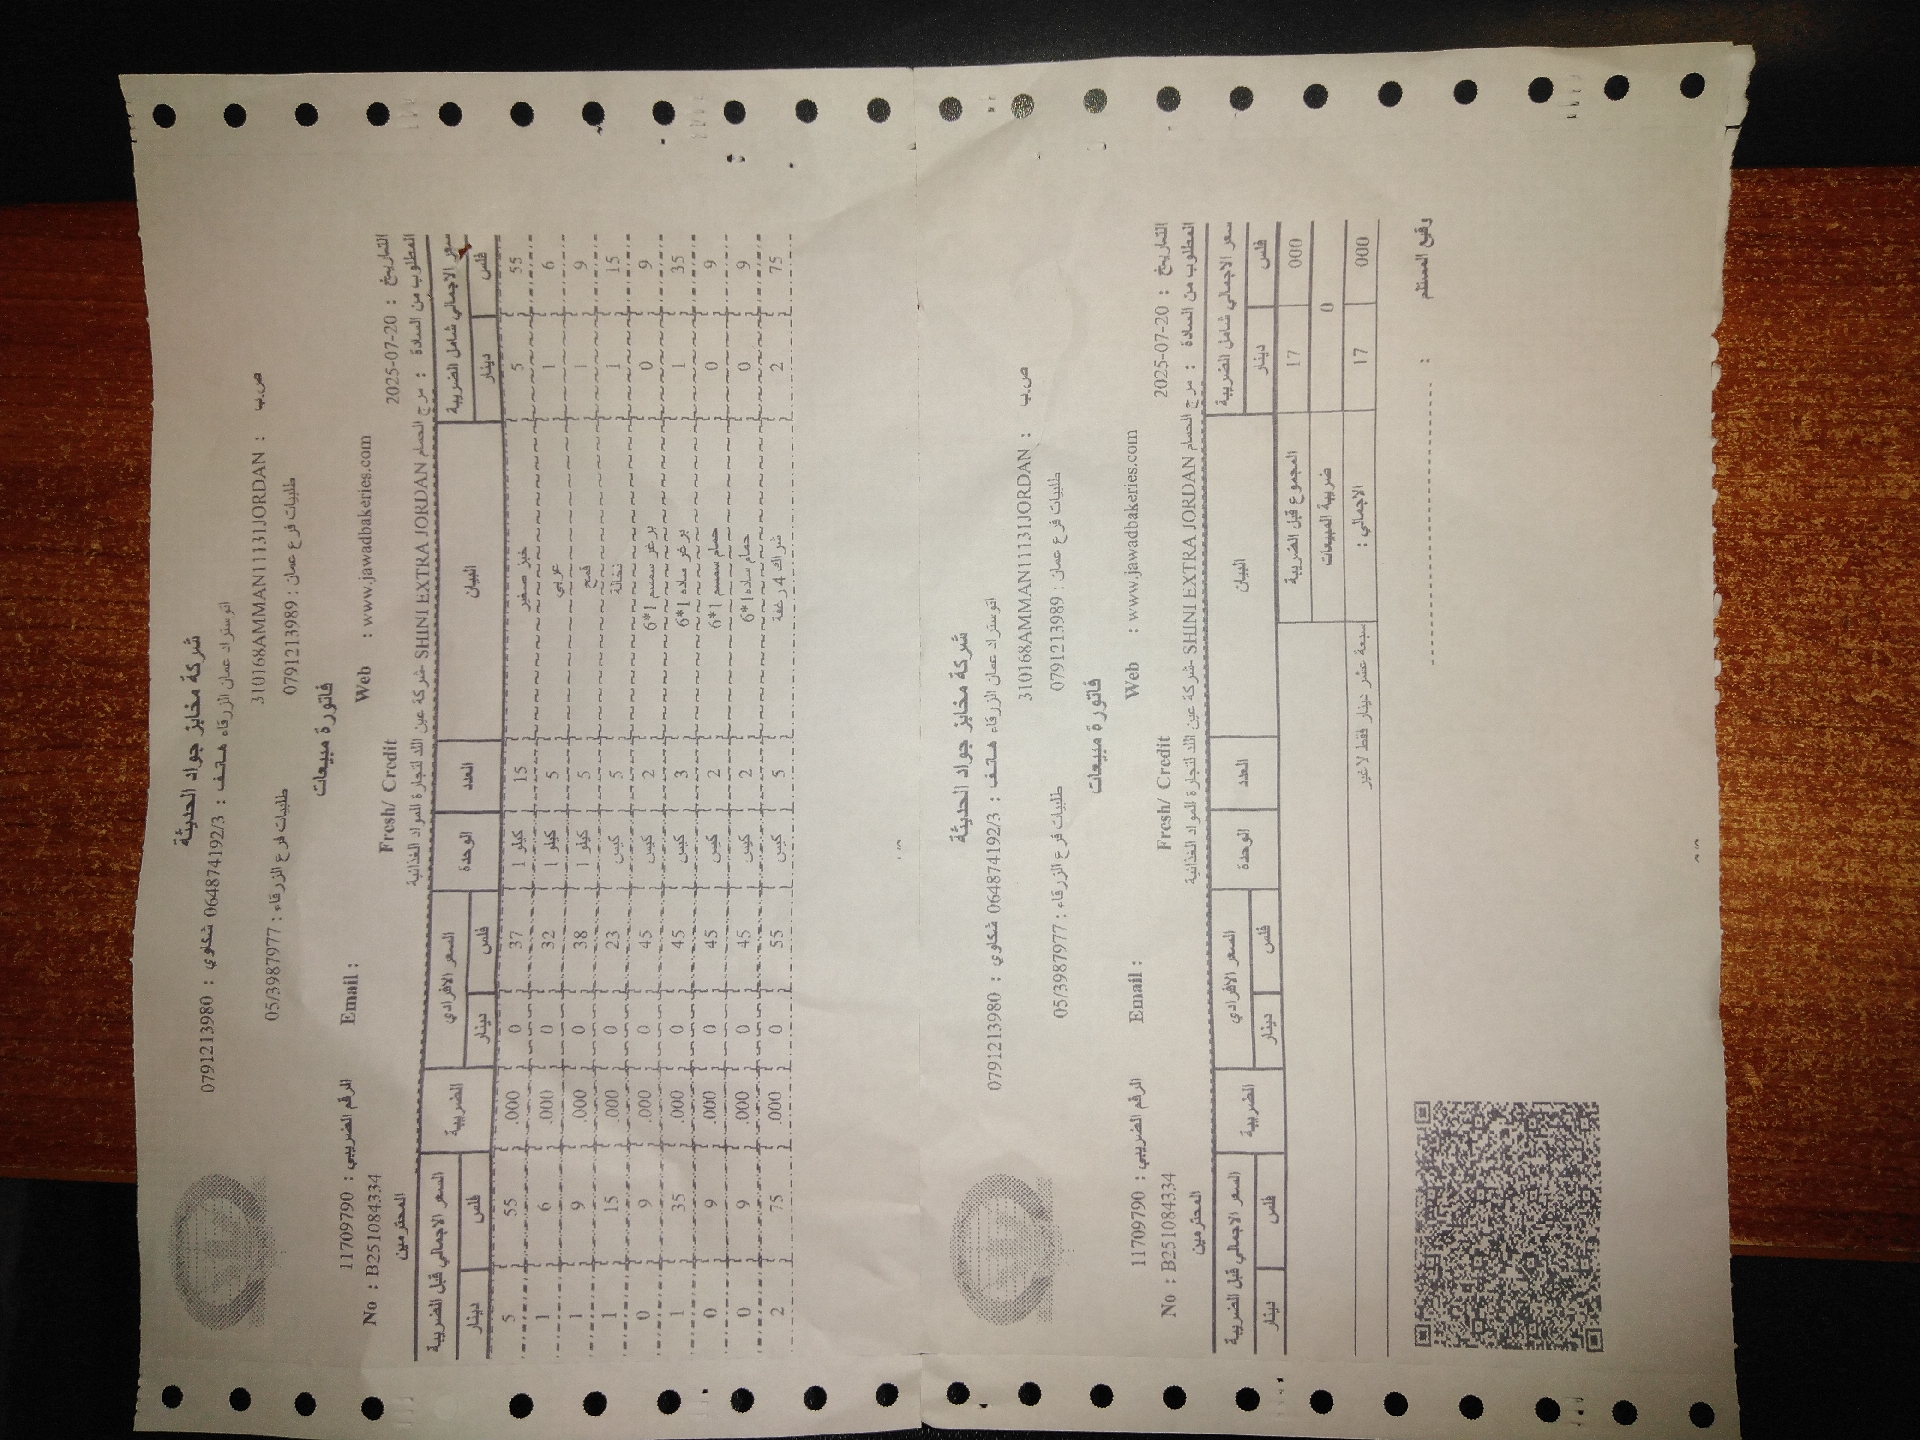 شركة مخابز جواد الحديثة
اتوستراد عمان الزرقاء هاتف : 064874192/3 شكاوي : 0791213980
ص.ب : 310168AMMAN11131JORDAN
طلبيات فرع عمان : 0791213989 طلبيات فرع الزرقاء : 05/3987977
فاتورة مبيعات
Web : www.jawadbakeries.com Email : الرقم الضريبي : 11709790
التاريخ : 2025-07-20 Fresh/ Credit No : B251084334
المطلوب من السادة : مرج الحمام SHINI EXTRA JORDAN -شركة عين اللد لتجارة المواد الغذائية المحترمين
سعر الاجمالي شامل الضريبة البيان العدد الوحدة السعر الافرادي الضريبة السعر الاجمالي قبل الضريبة
فلس دينار فلس دينار فلس دينار
55 5 خبز صغير 15 كيلو 1 37 0 .000 55 5
6 1 عربي 5 كيلو 1 32 0 .000 6 1
9 1 قمح 5 كيلو 1 38 0 .000 9 1
15 1 نخالة 5 كيس 23 0 .000 15 1
9 0 برغر سمسم 1*6 2 كيس 45 0 .000 9 0
35 1 برغر ساده 1*6 3 كيس 45 0 .000 35 1
9 0 حمام سمسم 1*6 2 كيس 45 0 .000 9 0
9 0 حمام ساده 1*6 2 كيس 45 0 .000 9 0
75 2 شراك 4 رغفة 5 كيس 55 0 .000 75 2
شركة مخابز جواد الحديثة
اتوستراد عمان الزرقاء هاتف : 064874192/3 شكاوي : 0791213980
ص.ب : 310168AMMAN11131JORDAN
طلبيات فرع عمان : 0791213989 طلبيات فرع الزرقاء : 05/3987977
فاتورة مبيعات
Web : www.jawadbakeries.com Email : الرقم الضريبي : 11709790
التاريخ : 2025-07-20 Fresh/ Credit No : B251084334
المطلوب من السادة : مرج الحمام SHINI EXTRA JORDAN -شركة عين اللد لتجارة المواد الغذائية المحترمين
سعر الاجمالي شامل الضريبة البيان العدد الوحدة السعر الافرادي الضريبة السعر الاجمالي قبل الضريبة
فلس دينار فلس دينار فلس دينار
000 17 المجموع قبل الضريبة
0 ضريبة المبيعات
000 17 الاجمالي : سبعة عشر دينار فقط لاغير
توقيع المستلم :